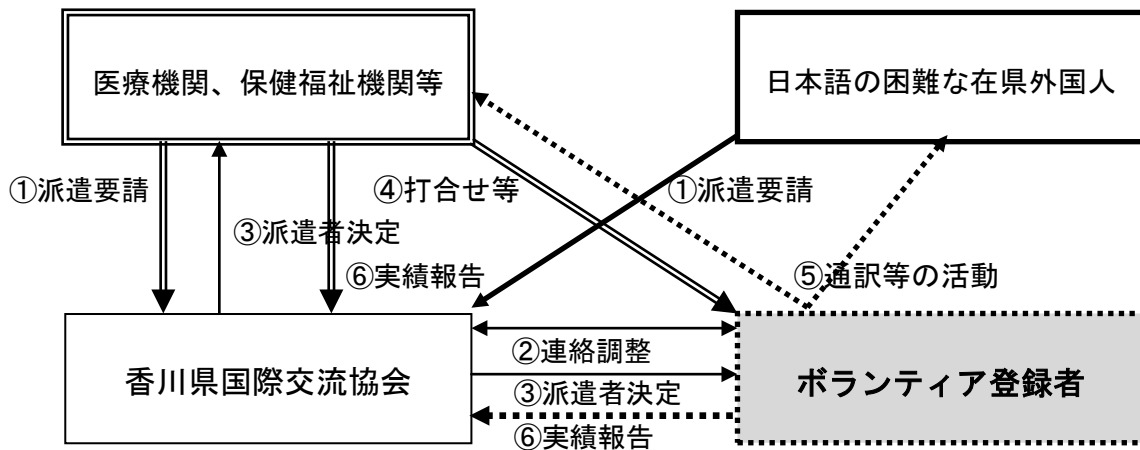 医療機関、保健福祉機関等
日本語の困難な在県外国人
①派遣要請
④打合せ等
①派遣要請
③派遣者決定
⑥実績報告
⑤通訳等の活動
香川県国際交流協会
②連絡調整
③派遣者決定
⑥実績報告
ボランティア登録者